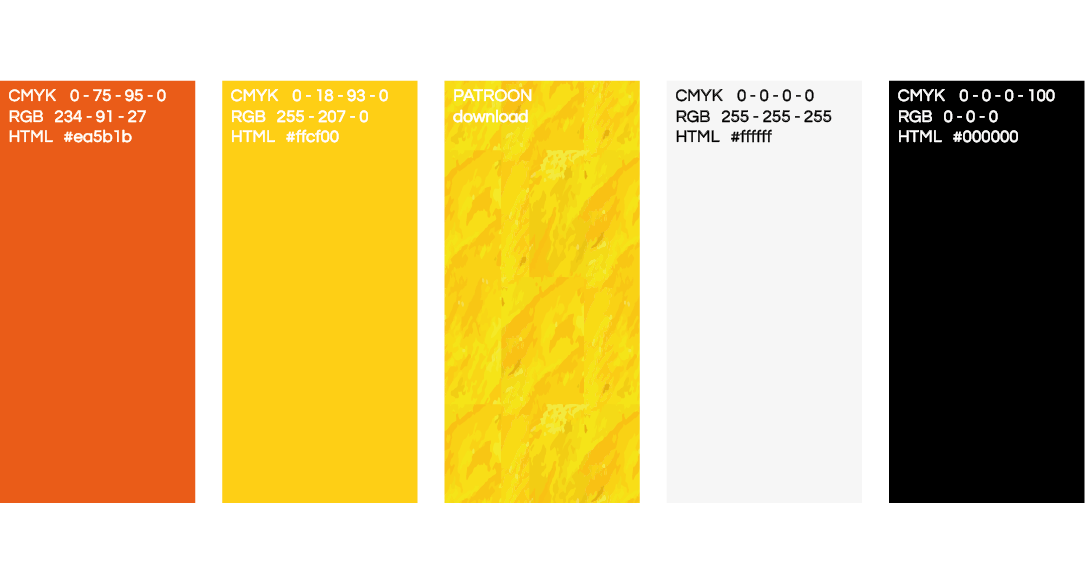 CMYK 0 - 75 - 95 - 0
RGB 234 - 91 - 27
HTML #ea5b1b
CMYK 0 - 18 - 93 - 0
RGB 255 - 207 - 0
HTML #ffcf00
PATROON
download
CMYK 0 - 0 - 0 - 0
RGB 255 - 255 - 255
HTML #ffffff
CMYK 0 - 0 - 0 - 100
RGB 0 - 0 - 0
HTML #000000